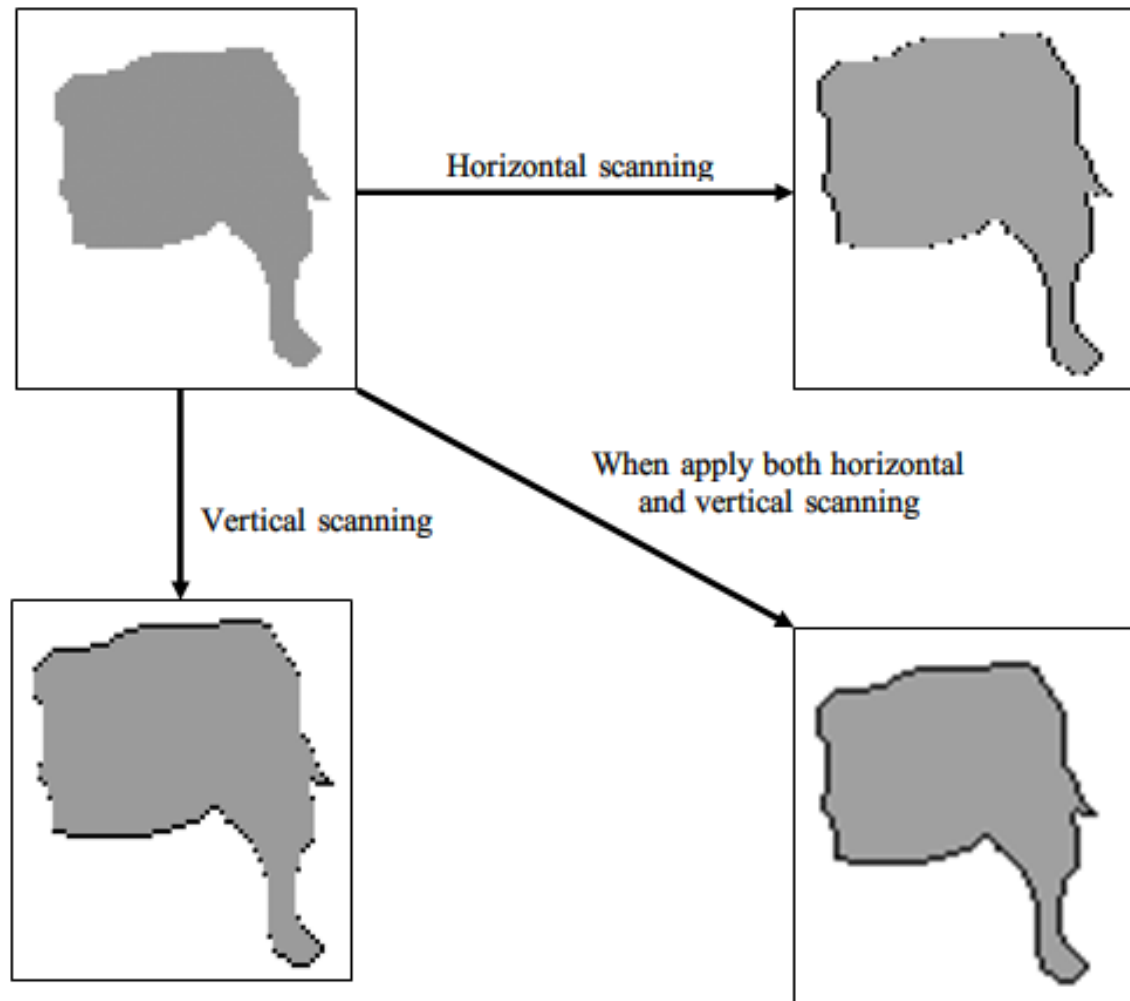 Horizontal scanning
When apply both horizontal
and vertical scanning
Vertical scanning